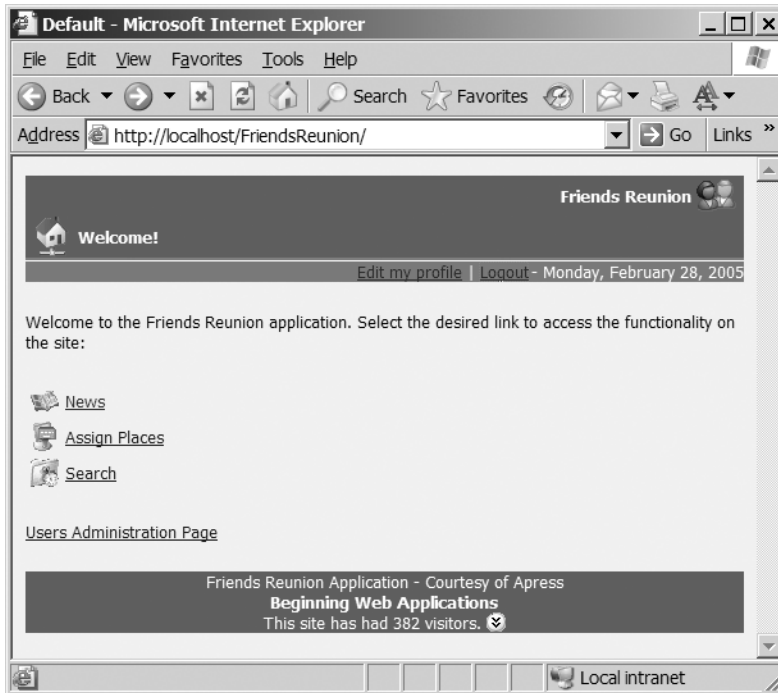 Default - Microsoft Internet Explorer
File Edit View Favorites Tools Help
Back Search Favorites
Address http://localhost/FriendsReunion/ Go Links »
Friends Reunion
Welcome!
Edit my profile | Logout - Monday, February 28, 2005
Welcome to the Friends Reunion application. Select the desired link to access the functionality on
the site:
News
Assign Places
Search
Users Administration Page
Friends Reunion Application - Courtesy of Apress
Beginning Web Applications
This site has had 382 visitors.
Local intranet